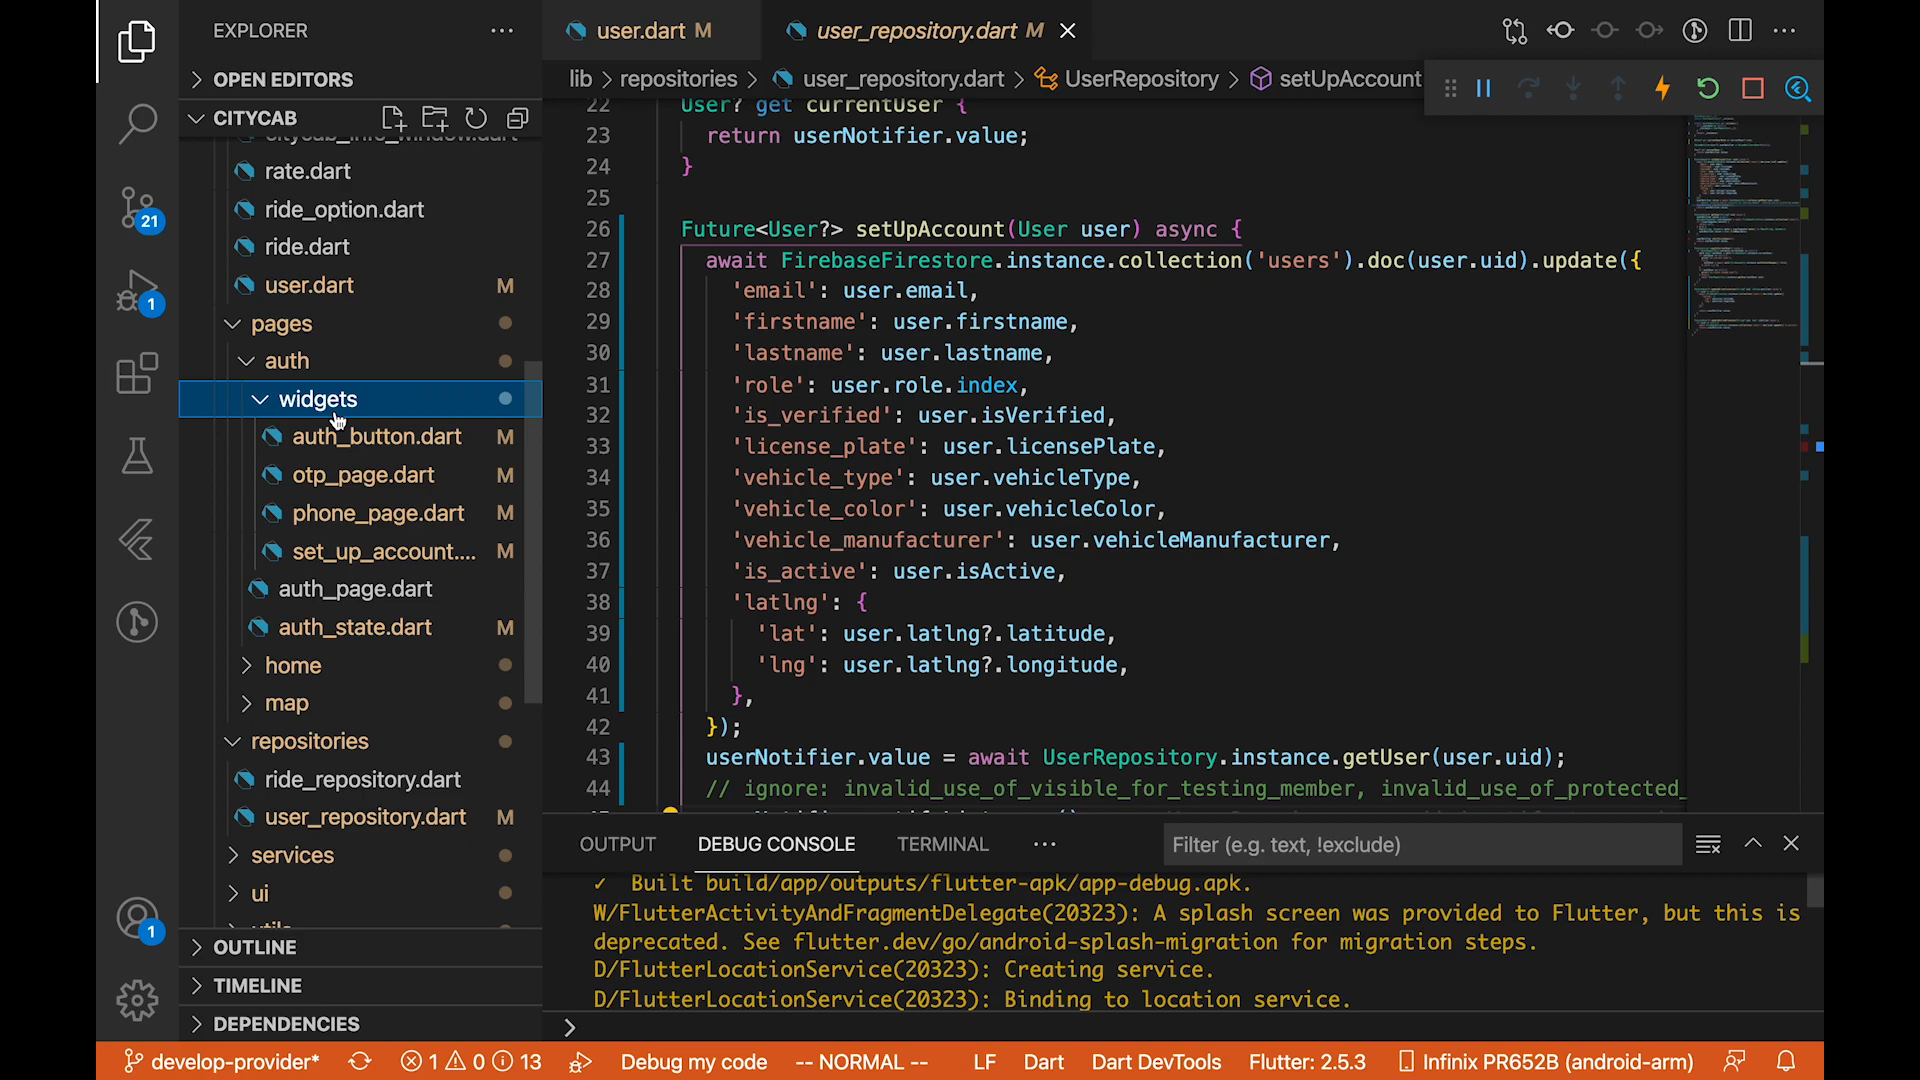 EXPLORER
OPEN EDITORS
CITYCAB
citycab_info_window.dart
rate.dart
ride_option.dart
ride.dart
user.dart M
pages
auth
widgets
auth_button.dart M
otp_page.dart M
phone_page.dart M
set_up_account.... M
auth_page.dart
auth_state.dart M
home
map
repositories
ride_repository.dart
user_repository.dart M
services
ui
utils
OUTLINE
TIMELINE
DEPENDENCIES
21
1
1
user.dart M
user_repository.dart M
lib > repositories > user_repository.dart > UserRepository > setUpAccount
22 User? get currentUser {
23 return userNotifier.value;
24 }
25
26 Future<User?> setUpAccount(User user) async {
27 await FirebaseFirestore.instance.collection('users').doc(user.uid).update({
28 'email': user.email,
29 'firstname': user.firstname,
30 'lastname': user.lastname,
31 'role': user.role.index,
32 'is_verified': user.isVerified,
33 'license_plate': user.licensePlate,
34 'vehicle_type': user.vehicleType,
35 'vehicle_color': user.vehicleColor,
36 'vehicle_manufacturer': user.vehicleManufacturer,
37 'is_active': user.isActive,
38 'latlng': {
39 'lat': user.latlng?.latitude,
40 'lng': user.latlng?.longitude,
41 },
42 });
43 userNotifier.value = await UserRepository.instance.getUser(user.uid);
44 // ignore: invalid_use_of_visible_for_testing_member, invalid_use_of_protected_
OUTPUT DEBUG CONSOLE TERMINAL
Filter (e.g. text, !exclude)
✓ Built build/app/outputs/flutter-apk/app-debug.apk.
W/FlutterActivityAndFragmentDelegate(20323): A splash screen was provided to Flutter, but this is
deprecated. See flutter.dev/go/android-splash-migration for migration steps.
D/FlutterLocationService(20323): Creating service.
D/FlutterLocationService(20323): Binding to location service.
develop-provider* 1 0 13 Debug my code -- NORMAL -- LF Dart Dart DevTools Flutter: 2.5.3 Infinix PR652B (android-arm)